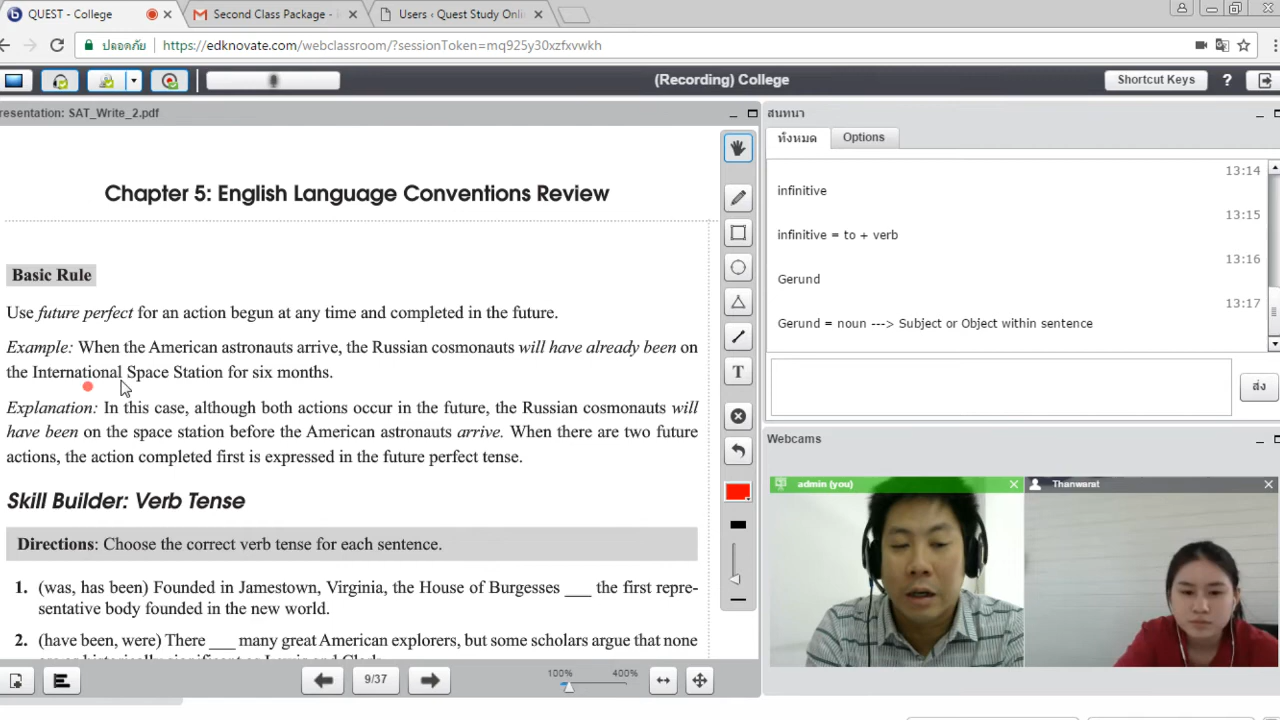 QUEST - College
Second Class Package -
Users ‹ Quest Study Onli
ปลอดภัย
https://edknovate.com/webclassroom/?sessionToken=mq925y30xzfxvwkh
(Recording) College
Shortcut Keys
?
resentation: SAT_Write_2.pdf
Chapter 5: English Language Conventions Review
Basic Rule
Use future perfect for an action begun at any time and completed in the future.
Example: When the American astronauts arrive, the Russian cosmonauts will have already been on
the International Space Station for six months.
Explanation: In this case, although both actions occur in the future, the Russian cosmonauts will
have been on the space station before the American astronauts arrive. When there are two future
actions, the action completed first is expressed in the future perfect tense.
Skill Builder: Verb Tense
Directions: Choose the correct verb tense for each sentence.
1. (was, has been) Founded in Jamestown, Virginia, the House of Burgesses ___ the first repre-
sentative body founded in the new world.
2. (have been, were) There ___ many great American explorers, but some scholars argue that none
T
9/37
100%
400%
สนทนา
ทั้งหมด
Options
13:14
infinitive
13:15
infinitive = to + verb
13:16
Gerund
13:17
Gerund = noun ---> Subject or Object within sentence
ส่ง
Webcams
admin (you)
Thanwarat